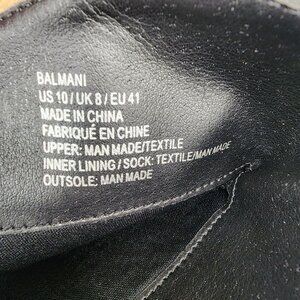 BALMANI
US 10 / UK 8 / EU 41
MADE IN CHINA
FABRIQUÉ EN CHINE
UPPER: MAN MADE/TEXTILE
INNER LINING / SOCK: TEXTILE/MAN MADE
OUTSOLE: MAN MADE